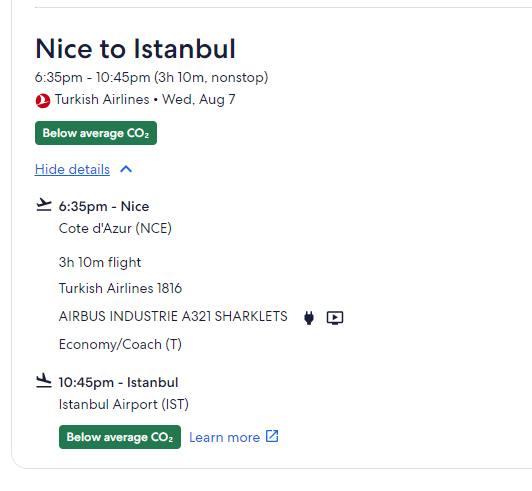 Nice to Istanbul
6:35pm - 10:45pm (3h 10m, nonstop)
Turkish Airlines • Wed, Aug 7
Below average CO₂
Hide details
6:35pm - Nice
Cote d'Azur (NCE)
3h 10m flight
Turkish Airlines 1816
AIRBUS INDUSTRIE A321 SHARKLETS
Economy/Coach (T)
10:45pm - Istanbul
Istanbul Airport (IST)
Below average CO₂ Learn more